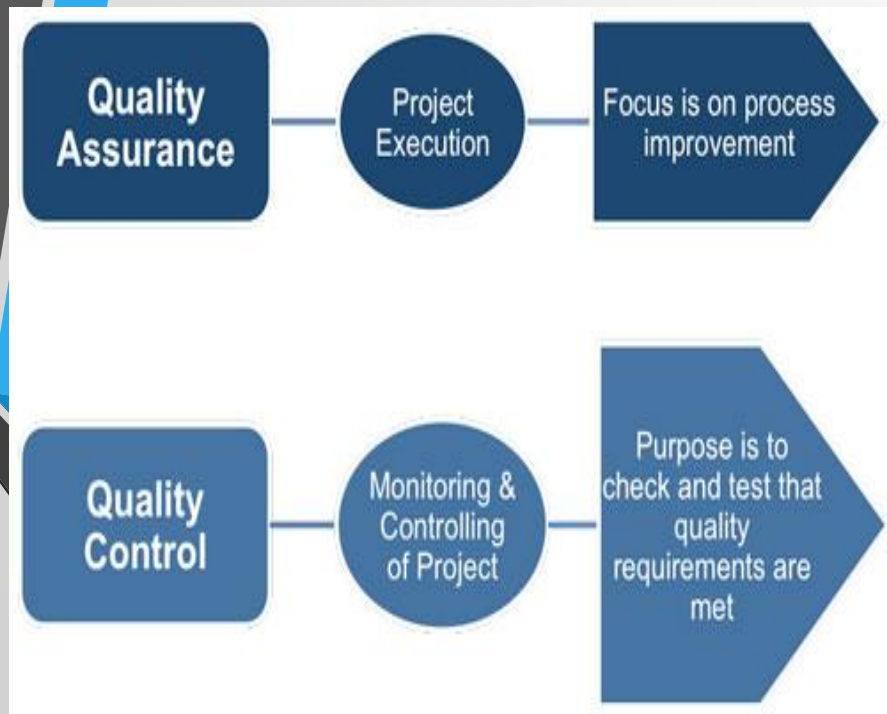 Quality
Assurance
Project
Execution
Focus is on process
improvement
Quality
Control
Monitoring &
Controlling
of Project
Purpose is to
check and test that
quality
requirements are
met